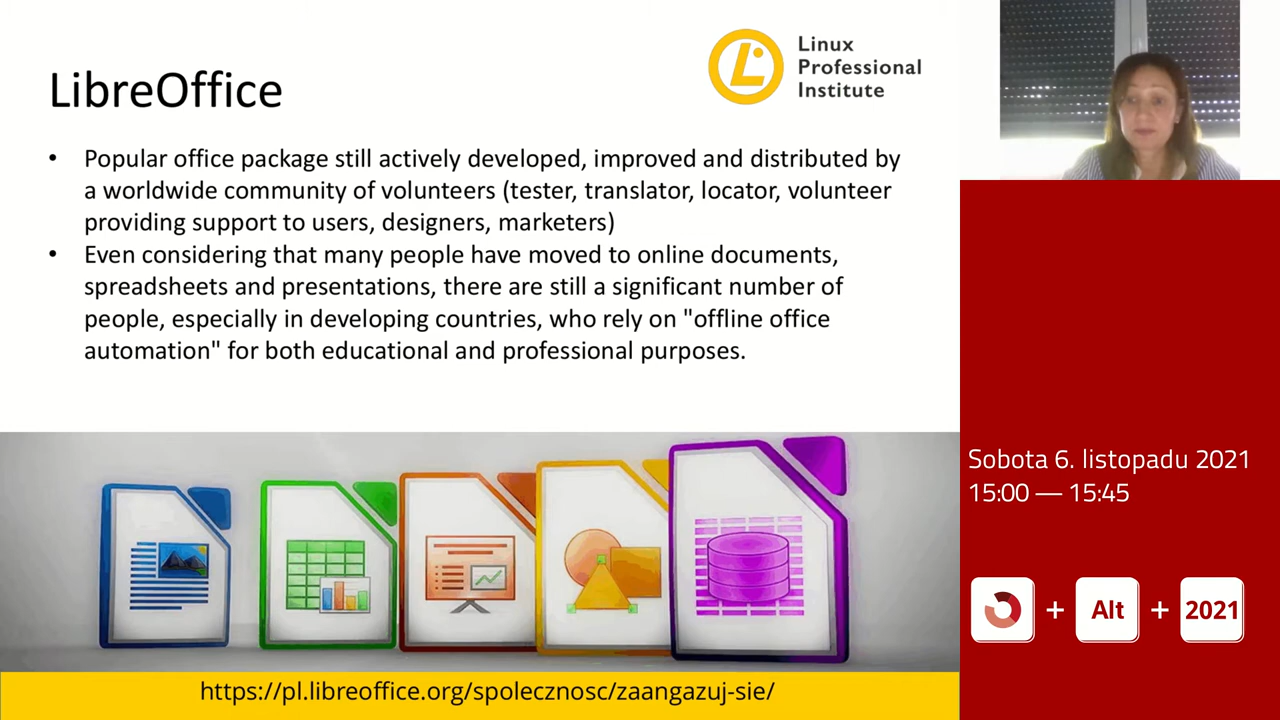 LibreOffice
Linux
Professional
Institute
• Popular office package still actively developed, improved and distributed by
a worldwide community of volunteers (tester, translator, locator, volunteer
providing support to users, designers, marketers)
• Even considering that many people have moved to online documents,
spreadsheets and presentations, there are still a significant number of
people, especially in developing countries, who rely on "offline office
automation" for both educational and professional purposes.
https://pl.libreoffice.org/spolecznosc/zaangazuj-sie/
Sobota 6. listopadu 2021
15:00 — 15:45
+ Alt + 2021